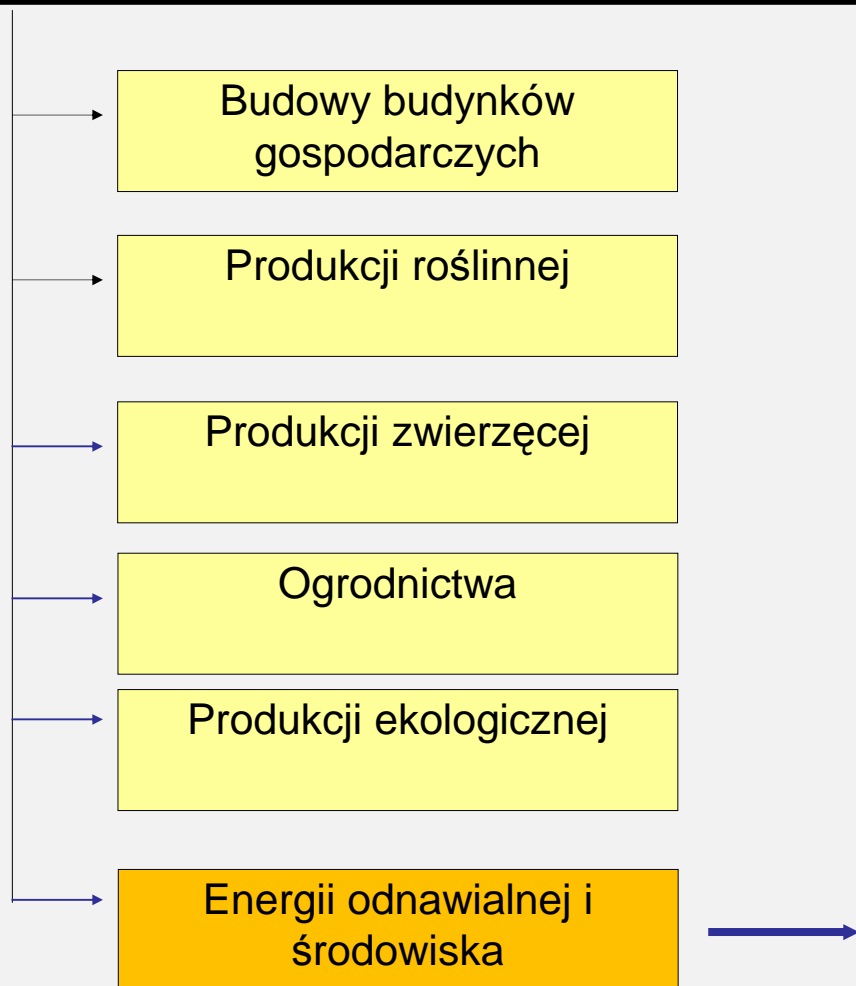 Budowy budynków
gospodarczych
Produkcji roślinnej
Produkcji zwierzęcej
Ogrodnictwa
Produkcji ekologicznej
Energii odnawialnej i
środowiska